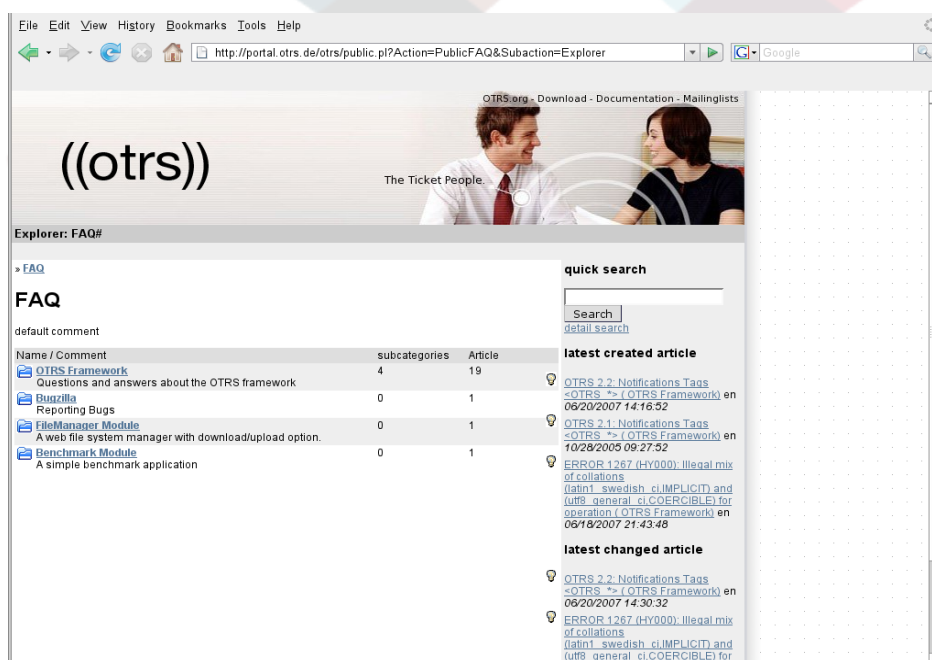 File Edit View History Bookmarks Tools Help
http://portal.otrs.de/otrs/public.pl?Action=PublicFAQ&Subaction=Explorer
G Google
OTRS.org - Download - Documentation - Mailinglists
((otrs))
The Ticket People.
Explorer: FAQ#
» FAQ
FAQ
default comment
Name / Comment subcategories Article
OTRS Framework 4 19
Questions and answers about the OTRS framework
Bugzilla 0 1
Reporting Bugs
FileManager Module 0 1
A web file system manager with download/upload option.
Benchmark Module 0 1
A simple benchmark application
quick search
Search
detail search
latest created article
OTRS 2.2: Notifications Tags
<OTRS_*> ( OTRS Framework) en
06/20/2007 14:16:52
OTRS 2.1: Notifications Tags
<OTRS_*> ( OTRS Framework) en
10/28/2005 09:27:52
ERROR 1267 (HY000): Illegal mix
of collations
(latin1_swedish_ci,IMPLICIT) and
(utf8_general_ci,COERCIBLE) for
operation ( OTRS Framework) en
06/18/2007 21:43:48
latest changed article
OTRS 2.2: Notifications Tags
<OTRS_*> ( OTRS Framework) en
06/20/2007 14:30:32
ERROR 1267 (HY000): Illegal mix
of collations
(latin1_swedish_ci,IMPLICIT) and
(utf8_general_ci,COERCIBLE) for